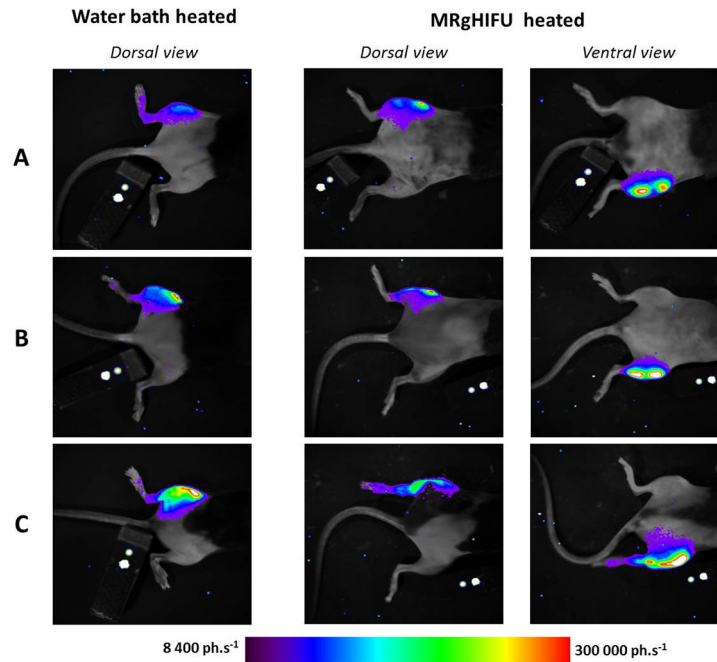 Water bath heated
MRgHIFU heated
Dorsal view
Dorsal view
Ventral view
A
B
C
8 400 ph.s⁻¹
300 000 ph.s⁻¹